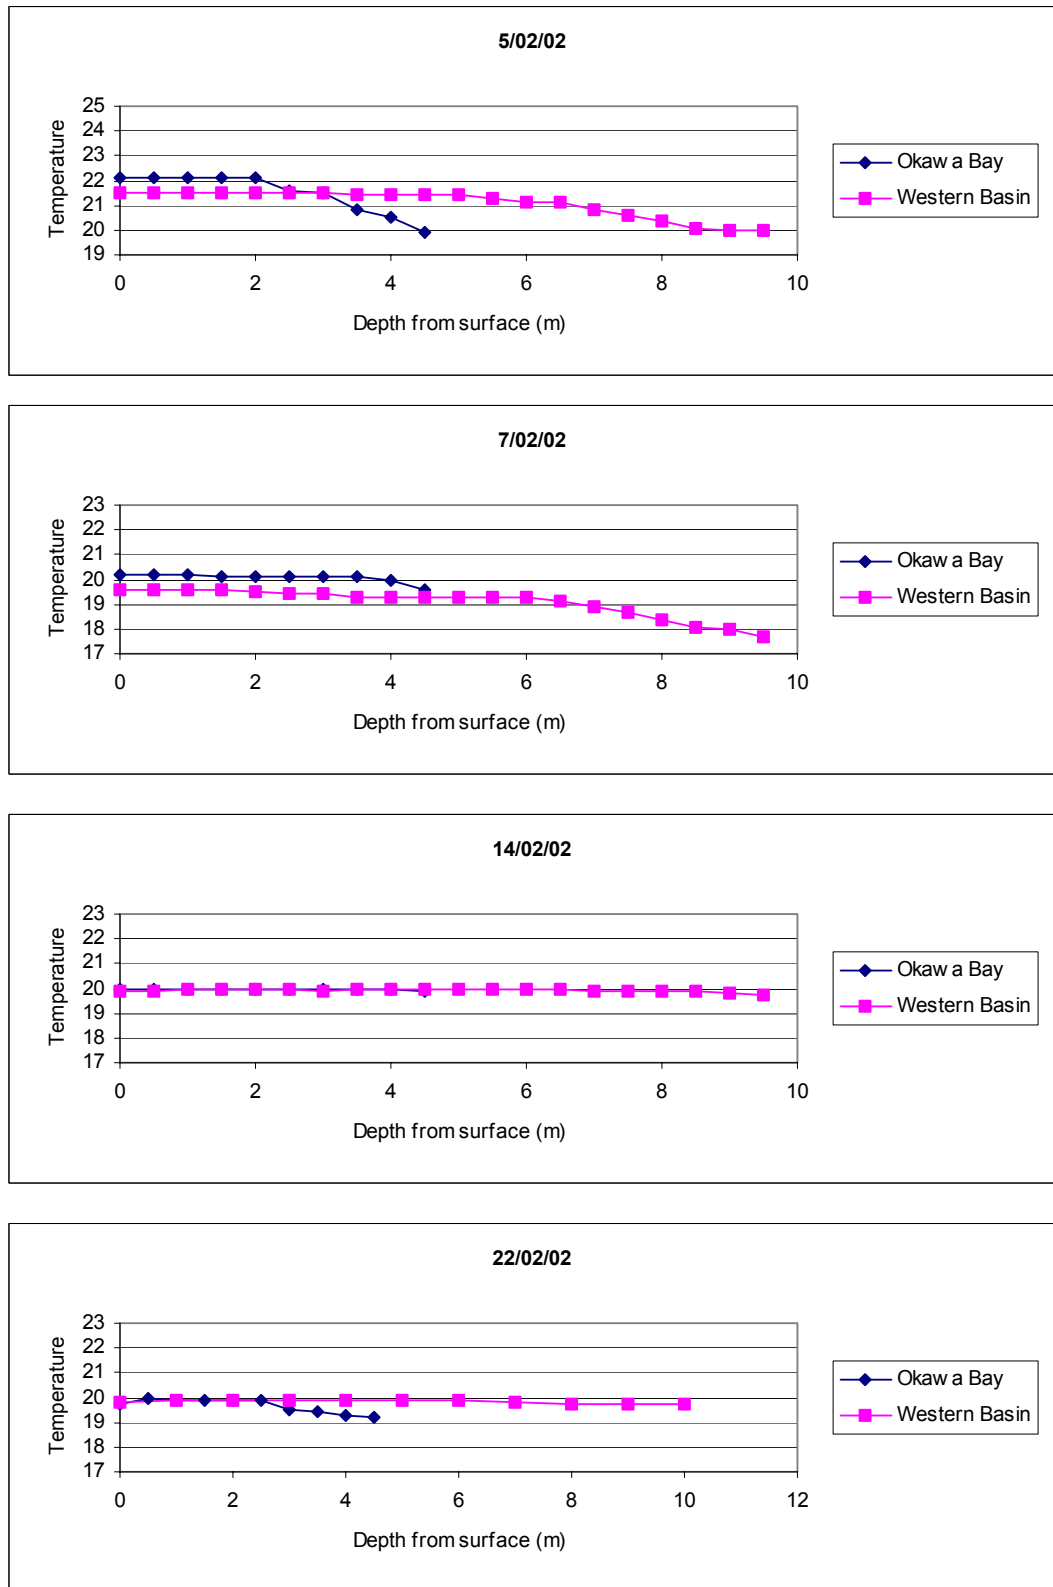 5/02/02
25
24
23
22
21
20
19
Temperature
0 2 4 6 8 10
Depth from surface (m)
Okawa Bay
Western Basin
7/02/02
23
22
21
20
19
18
17
Temperature
0 2 4 6 8 10
Depth from surface (m)
Okawa Bay
Western Basin
14/02/02
23
22
21
20
19
18
17
Temperature
0 2 4 6 8 10
Depth from surface (m)
Okawa Bay
Western Basin
22/02/02
23
22
21
20
19
18
17
Temperature
0 2 4 6 8 10 12
Depth from surface (m)
Okawa Bay
Western Basin